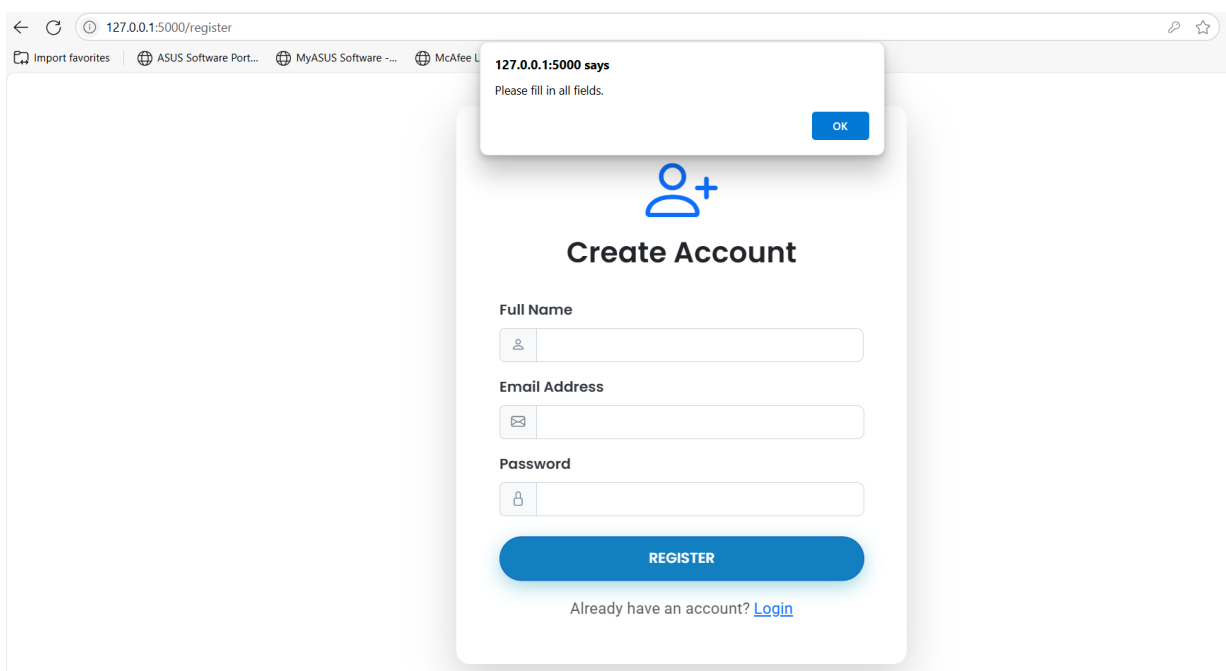 127.0.0.1:5000/register
Import favorites ASUS Software Port... MyASUS Software -... McAfee L
127.0.0.1:5000 says
Please fill in all fields.
OK
Create Account
Full Name
Email Address
Password
REGISTER
Already have an account? Login